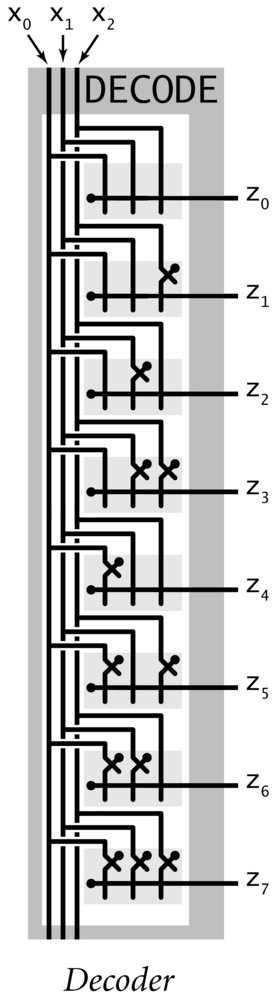 x₀ x₁ x₂
DECODE
z₀
z₁
z₂
z₃
z₄
z₅
z₆
z₇
Decoder